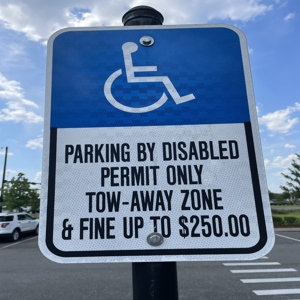 PARKING BY DISABLED
PERMIT ONLY
TOW-AWAY ZONE
& FINE UP TO $250.00